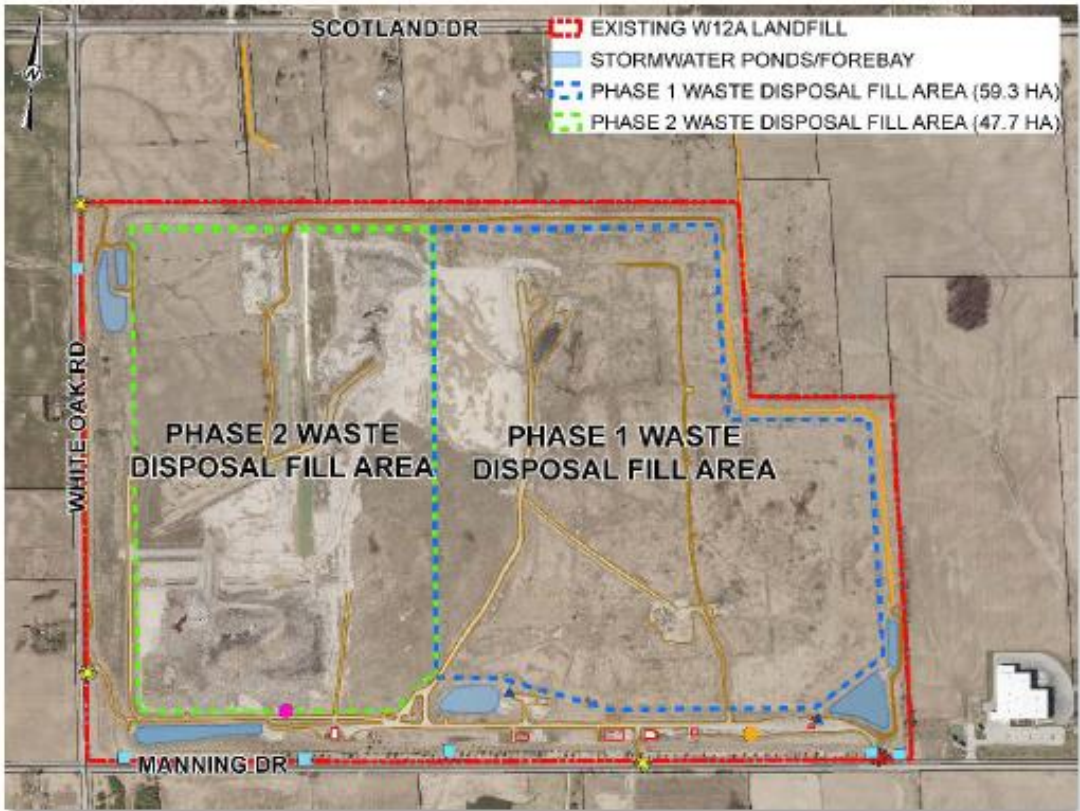 SCOTLAND DR
EXISTING W12A LANDFILL
STORMWATER PONDS/FOREBAY
PHASE 1 WASTE DISPOSAL FILL AREA (59.3 HA)
PHASE 2 WASTE DISPOSAL FILL AREA (47.7 HA)
N
WHITE OAK RD
PHASE 2 WASTE
DISPOSAL FILL AREA
PHASE 1 WASTE
DISPOSAL FILL AREA
MANNING DR